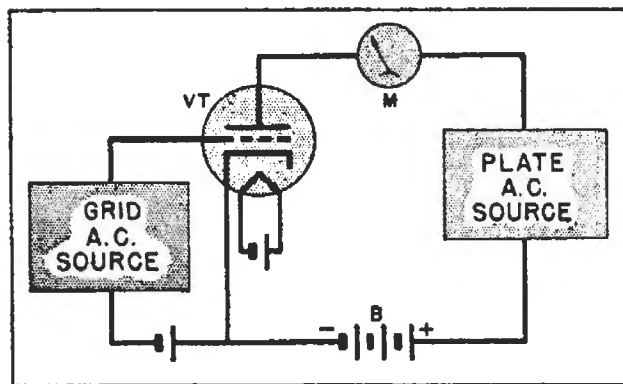 VT
M
GRID
A.C.
SOURCE
PLATE
A.C.
SOURCE
- B +